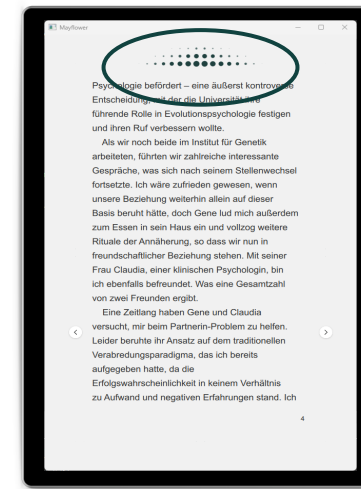 Mayflower
Psychologie befördert – eine äußerst kontroverse
Entscheidung, mit der die Universität ihre
führende Rolle in Evolutionspsychologie festigen
und ihren Ruf verbessern wollte.
Als wir noch beide im Institut für Genetik
arbeiteten, führten wir zahlreiche interessante
Gespräche, was sich nach seinem Stellenwechsel
fortsetzte. Ich wäre zufrieden gewesen, wenn
unsere Beziehung weiterhin allein auf dieser
Basis beruht hätte, doch Gene lud mich außerdem
zum Essen in sein Haus ein und vollzog weitere
Rituale der Annäherung, so dass wir nun in
freundschaftlicher Beziehung stehen. Mit seiner
Frau Claudia, einer klinischen Psychologin, bin
ich ebenfalls befreundet. Was eine Gesamtzahl
von zwei Freunden ergibt.
Eine Zeitlang haben Gene und Claudia
versucht, mir beim Partnerin-Problem zu helfen.
Leider beruhte ihr Ansatz auf dem traditionellen
Verabredungsparadigma, das ich bereits
aufgegeben hatte, da die
Erfolgswahrscheinlichkeit in keinem Verhältnis
zu Aufwand und negativen Erfahrungen stand. Ich
4